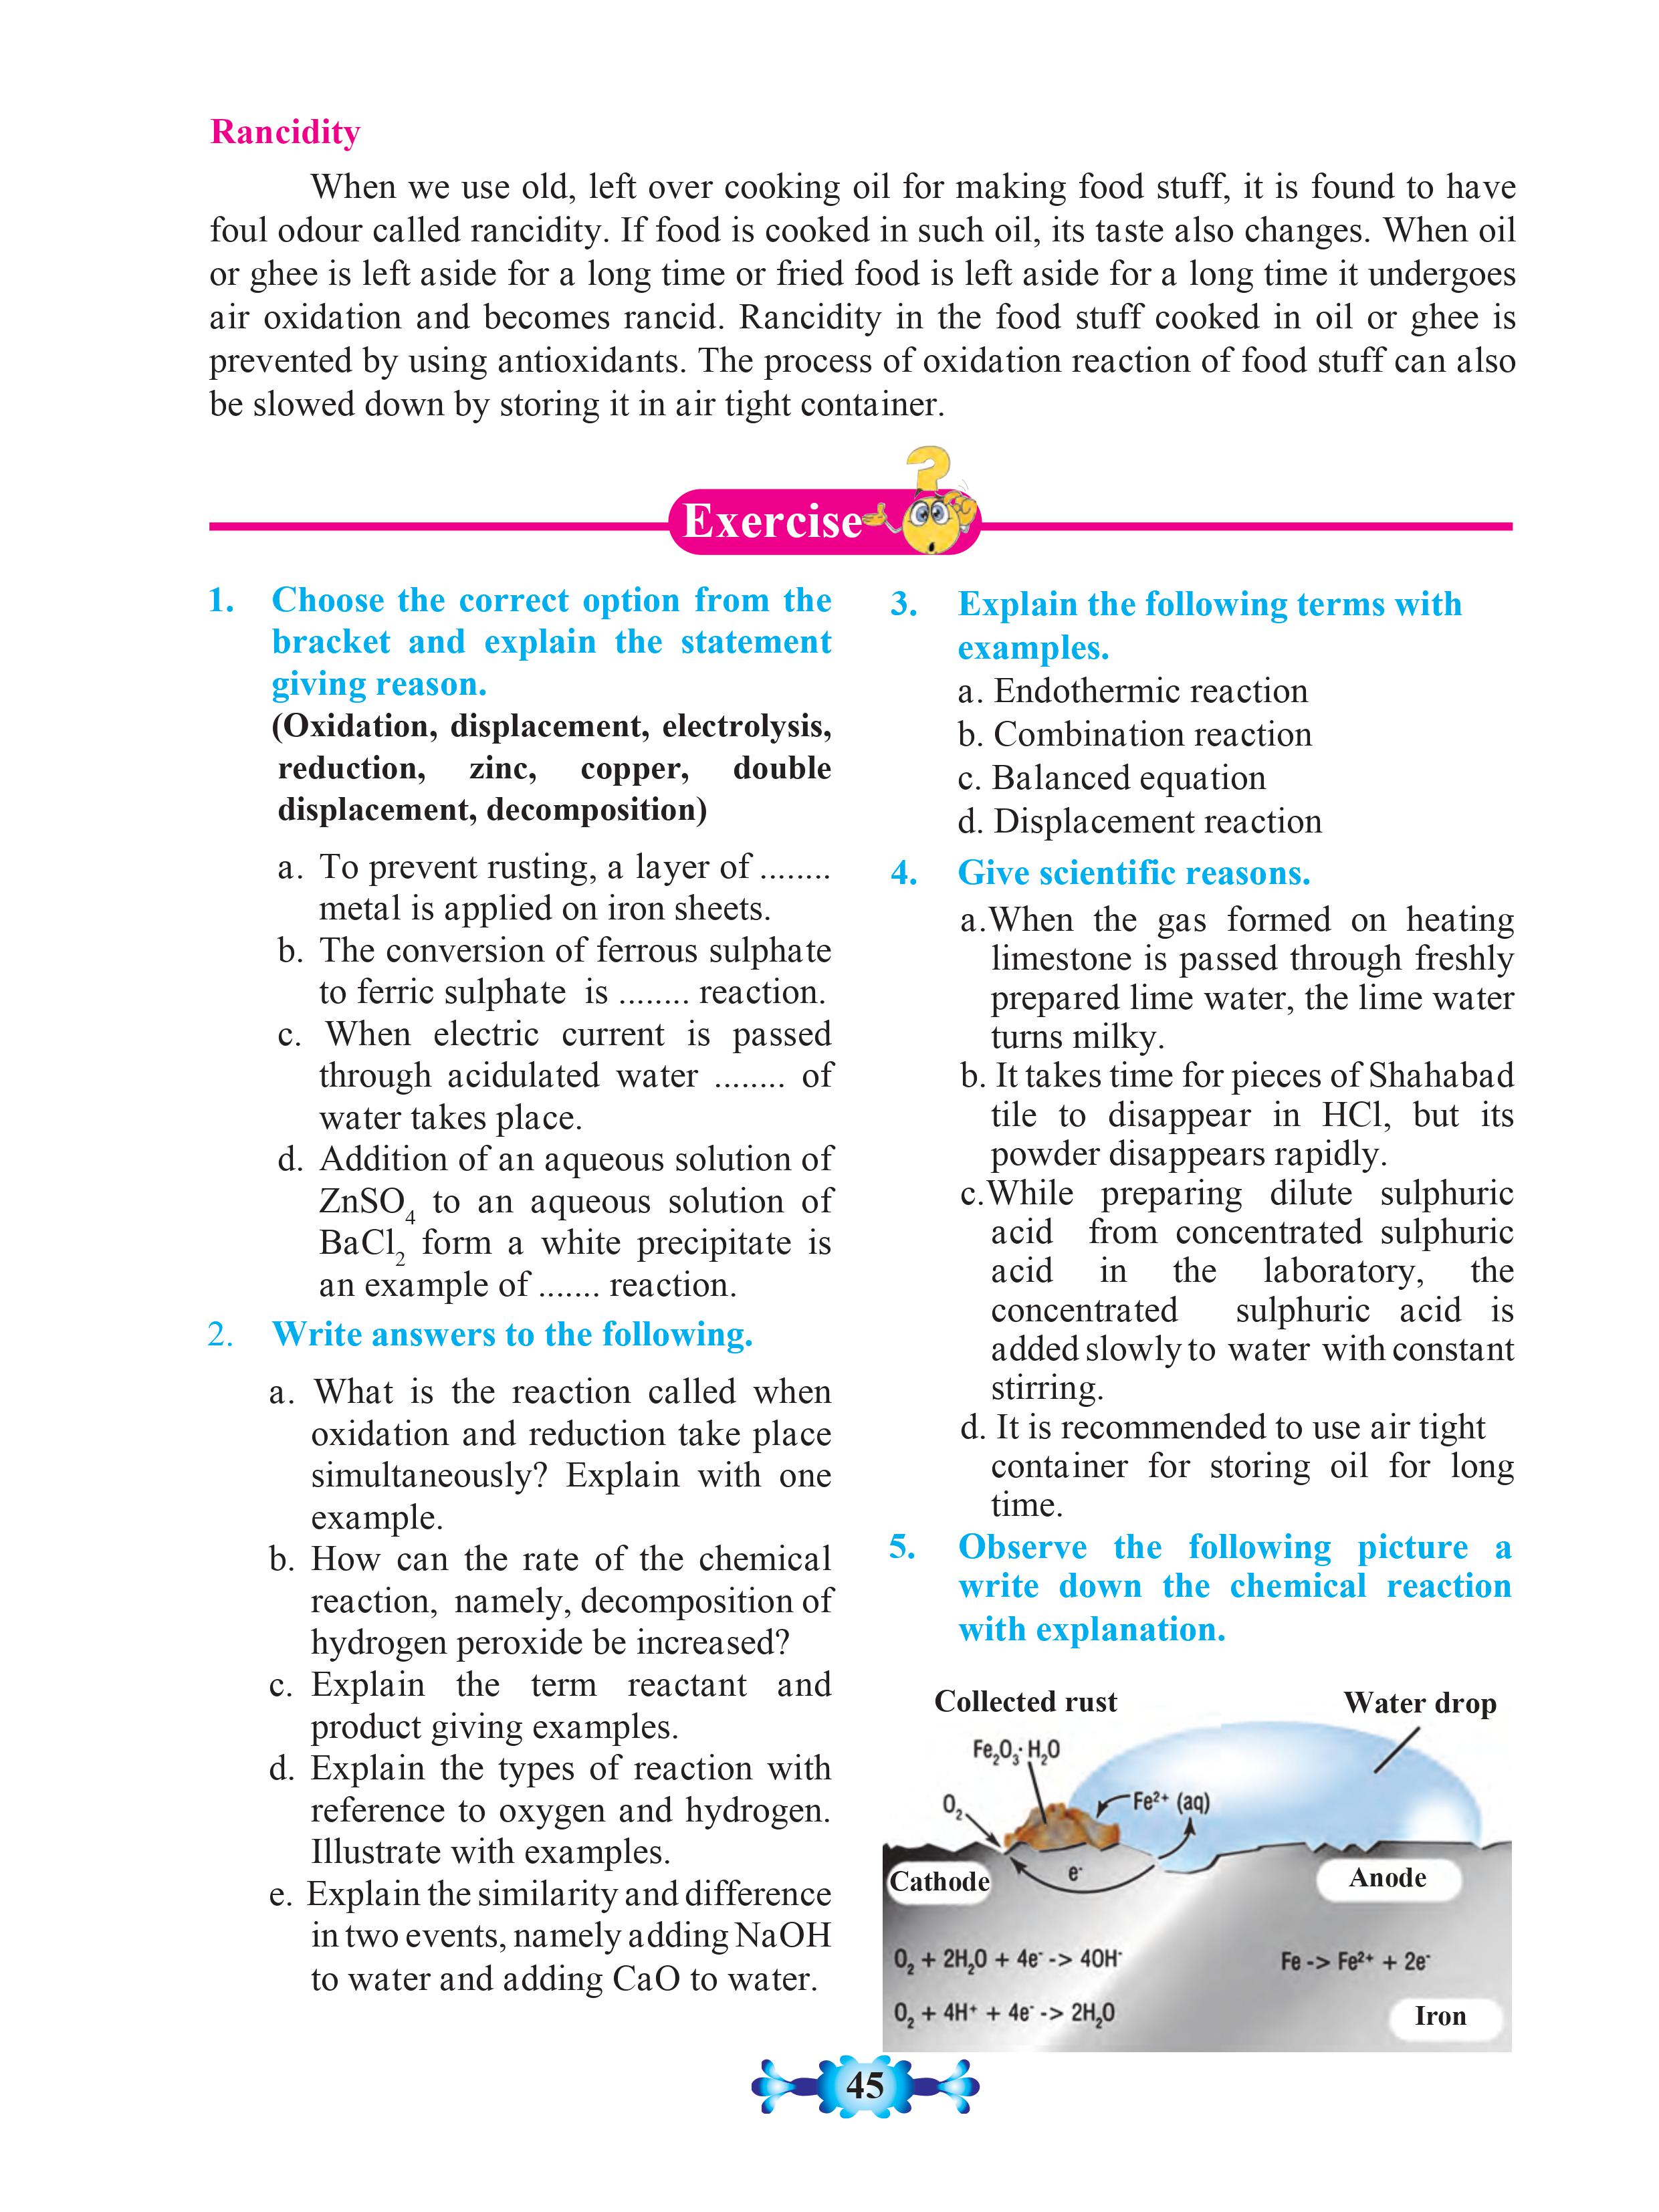 Rancidity
When we use old, left over cooking oil for making food stuff, it is found to have
foul odour called rancidity. If food is cooked in such oil, its taste also changes. When oil
or ghee is left aside for a long time or fried food is left aside for a long time it undergoes
air oxidation and becomes rancid. Rancidity in the food stuff cooked in oil or ghee is
prevented by using antioxidants. The process of oxidation reaction of food stuff can also
be slowed down by storing it in air tight container.
Exercise
1. Choose the correct option from the
bracket and explain the statement
giving reason.
(Oxidation, displacement, electrolysis,
reduction, zinc, copper, double
displacement, decomposition)
a. To prevent rusting, a layer of ........
metal is applied on iron sheets.
b. The conversion of ferrous sulphate
to ferric sulphate is ........ reaction.
c. When electric current is passed
through acidulated water ........ of
water takes place.
d. Addition of an aqueous solution of
ZnSO₄ to an aqueous solution of
BaCl₂ form a white precipitate is
an example of ....... reaction.
2. Write answers to the following.
a. What is the reaction called when
oxidation and reduction take place
simultaneously? Explain with one
example.
b. How can the rate of the chemical
reaction, namely, decomposition of
hydrogen peroxide be increased?
c. Explain the term reactant and
product giving examples.
d. Explain the types of reaction with
reference to oxygen and hydrogen.
Illustrate with examples.
e. Explain the similarity and difference
in two events, namely adding NaOH
to water and adding CaO to water.
3. Explain the following terms with
examples.
a. Endothermic reaction
b. Combination reaction
c. Balanced equation
d. Displacement reaction
4. Give scientific reasons.
a.When the gas formed on heating
limestone is passed through freshly
prepared lime water, the lime water
turns milky.
b. It takes time for pieces of Shahabad
tile to disappear in HCl, but its
powder disappears rapidly.
c.While preparing dilute sulphuric
acid from concentrated sulphuric
acid in the laboratory, the
concentrated sulphuric acid is
added slowly to water with constant
stirring.
d. It is recommended to use air tight
container for storing oil for long
time.
5. Observe the following picture a
write down the chemical reaction
with explanation.
Collected rust
Water drop
Fe₂O₃·H₂O
O₂
Fe²⁺ (aq)
Cathode
e⁻
Anode
O₂ + 2H₂O + 4e⁻ -> 4OH⁻
Fe -> Fe²⁺ + 2e⁻
O₂ + 4H⁺ + 4e⁻ -> 2H₂O
Iron
45